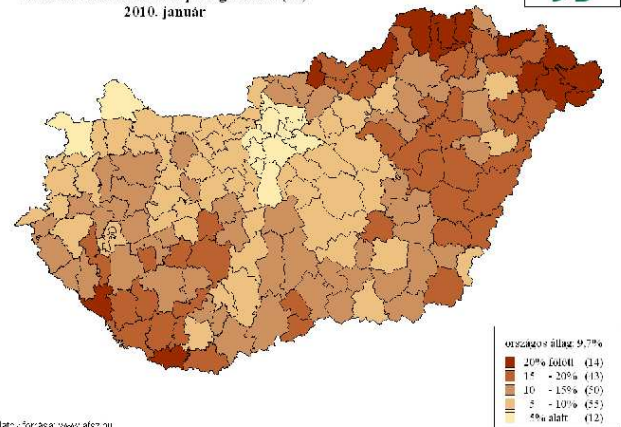 2010. január
országos átlag: 9,7%
20% fölött (14)
15 - 20% (43)
10 - 15% (50)
5 - 10% (55)
5% alatt (12)
forrása: www.afsz.hu